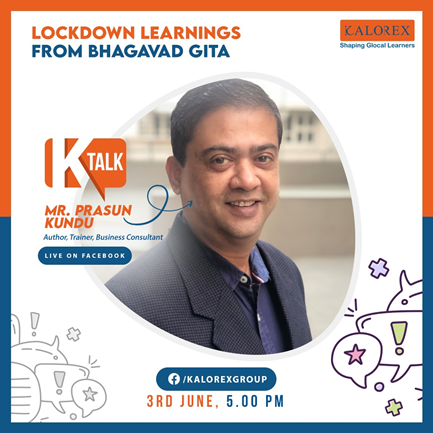 LOCKDOWN LEARNINGS
FROM BHAGAVAD GITA
KALOREX
Shaping Glocal Learners
K TALK
MR. PRASUN
KUNDU
Author, Trainer, Business Consultant
LIVE ON FACEBOOK
/KALOREXGROUP
3RD JUNE, 5.00 PM